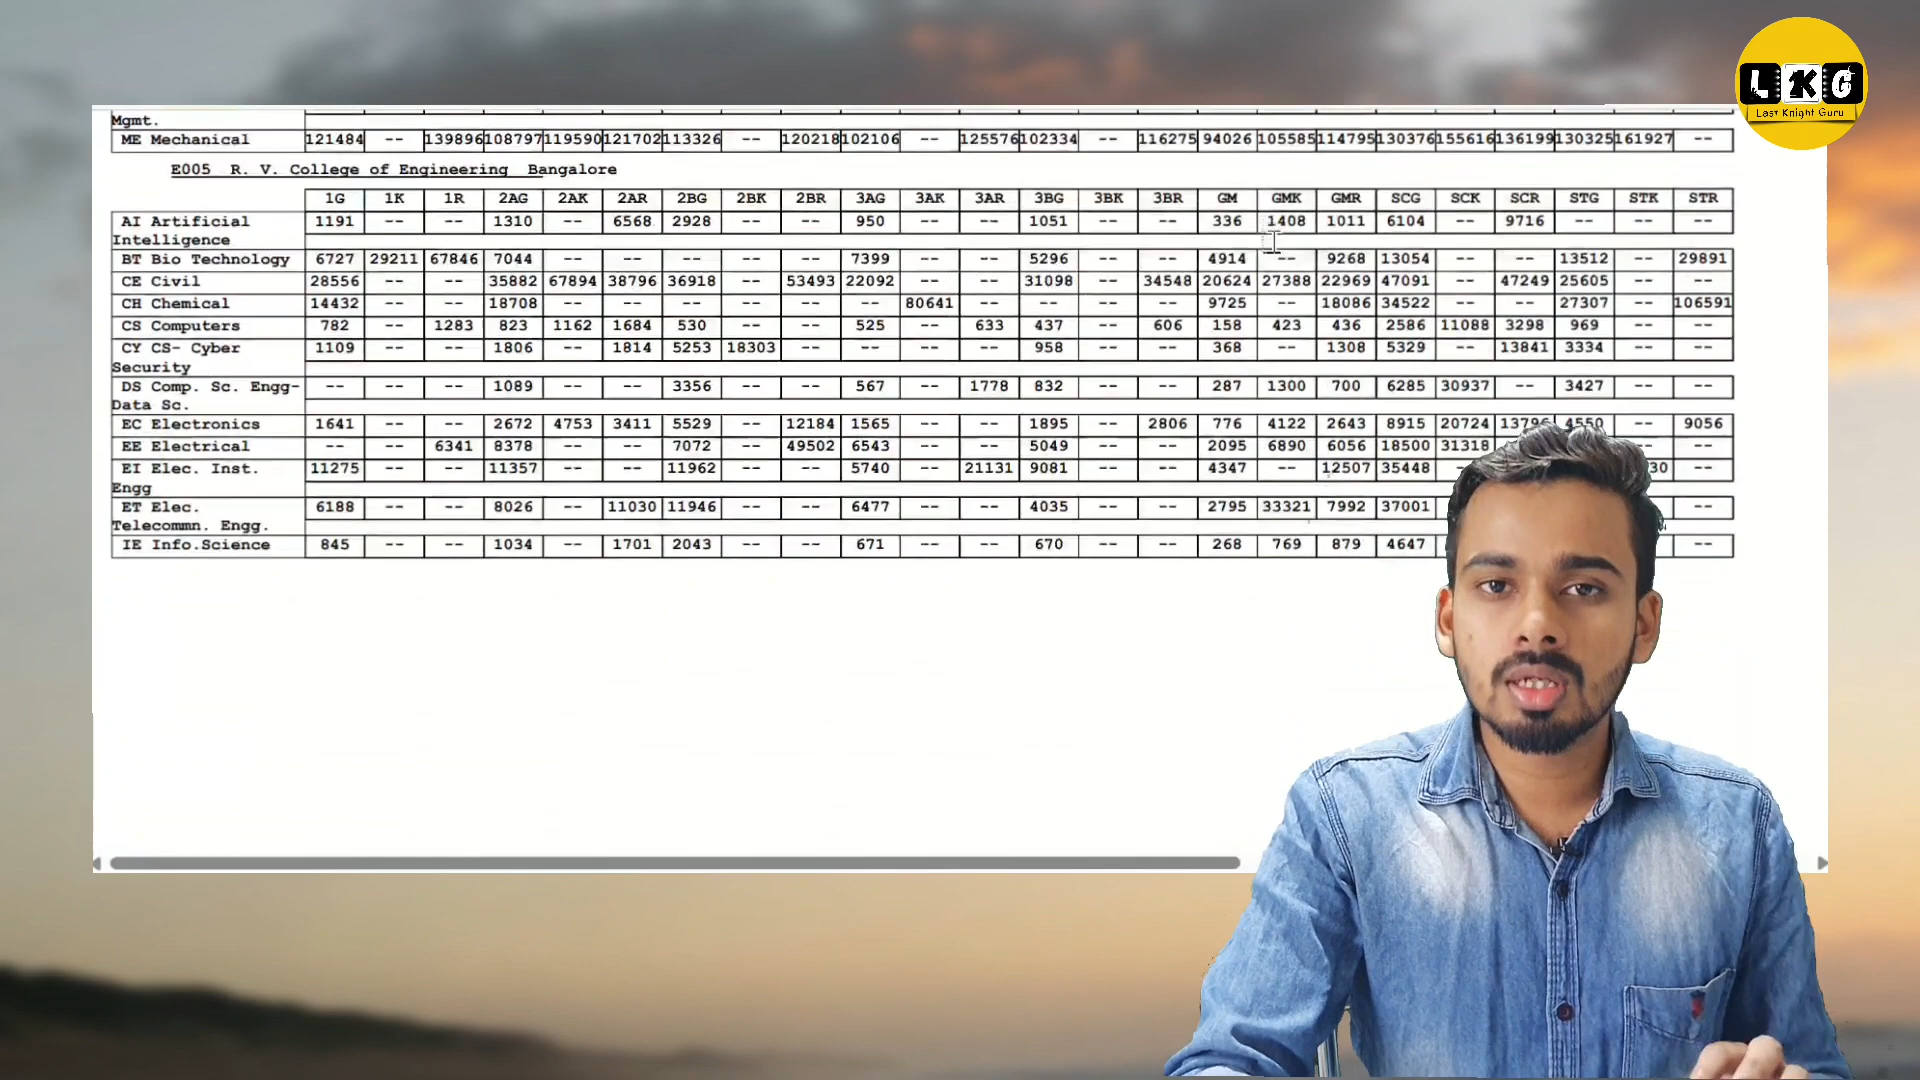 LKG
Last Knight Guru
Mgmt.
ME Mechanical 121484 -- 139896 108797 119590 121702 113326 -- 120218 102106 -- 125576 102334 -- 116275 94026 105585 114795 130376 155616 136199 130325 161927 --
E005 R. V. College of Engineering Bangalore
1G 1K 1R 2AG 2AK 2AR 2BG 2BK 2BR 3AG 3AK 3AR 3BG 3BK 3BR GM GMK GMR SCG SCK SCR STG STK STR
AI Artificial 1191 -- -- 1310 -- 6568 2928 -- -- 950 -- -- 1051 -- -- 336 1408 1011 6104 -- 9716 -- -- --
Intelligence
BT Bio Technology 6727 29211 67846 7044 -- -- -- -- -- 7399 -- -- 5296 -- -- 4914 -- 9268 13054 -- -- 13512 -- 29891
CE Civil 28556 -- -- 35882 67894 38796 36918 -- 53493 22092 -- -- 31098 -- 34548 20624 27388 22969 47091 -- 47249 25605 -- --
CH Chemical 14432 -- -- 18708 -- -- -- -- -- -- 80641 -- -- -- -- 9725 -- 18086 34522 -- -- 27307 -- 106591
CS Computers 782 -- 1283 823 1162 1684 530 -- -- 525 -- 633 437 -- 606 158 423 436 2586 11088 3298 969 -- --
CY CS- Cyber 1109 -- -- 1806 -- 1814 5253 18303 -- -- -- -- 958 -- -- 368 -- 1308 5329 -- 13841 3334 -- --
Security
DS Comp. Sc. Engg- -- -- -- 1089 -- -- 3356 -- -- 567 -- 1778 832 -- -- 287 1300 700 6285 30937 -- 3427 -- --
Data Sc.
EC Electronics 1641 -- -- 2672 4753 3411 5529 -- 12184 1565 -- -- 1895 -- 2806 776 4122 2643 8915 20724 13796 4550 -- 9056
EE Electrical -- -- 6341 8378 -- -- 7072 -- 49502 6543 -- -- 5049 -- -- 2095 6890 6056 18500 31318 -- --
EI Elec. Inst. 11275 -- -- 11357 -- -- 11962 -- -- 5740 -- 21131 9081 -- -- 4347 -- 12507 35448 30 --
Engg
ET Elec. 6188 -- -- 8026 -- 11030 11946 -- -- 6477 -- -- 4035 -- -- 2795 33321 7992 37001 --
Telecommn. Engg.
IE Info.Science 845 -- -- 1034 -- 1701 2043 -- -- 671 -- -- 670 -- -- 268 769 879 4647 --